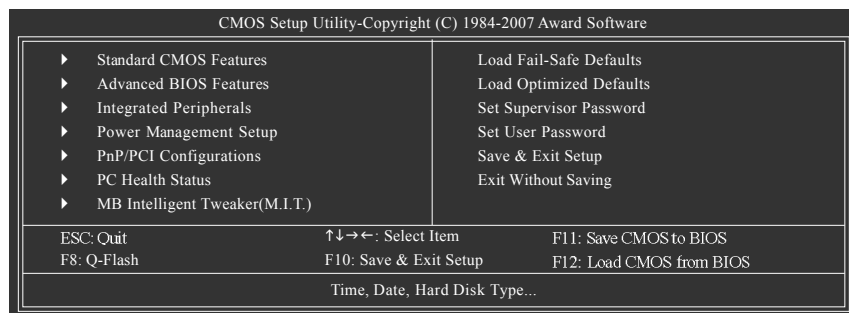 CMOS Setup Utility-Copyright (C) 1984-2007 Award Software
Standard CMOS Features
Advanced BIOS Features
Integrated Peripherals
Power Management Setup
PnP/PCI Configurations
PC Health Status
MB Intelligent Tweaker(M.I.T.)
Load Fail-Safe Defaults
Load Optimized Defaults
Set Supervisor Password
Set User Password
Save & Exit Setup
Exit Without Saving
ESC: Quit ↑↓→←: Select Item F11: Save CMOS to BIOS
F8: Q-Flash F10: Save & Exit Setup F12: Load CMOS from BIOS
Time, Date, Hard Disk Type...